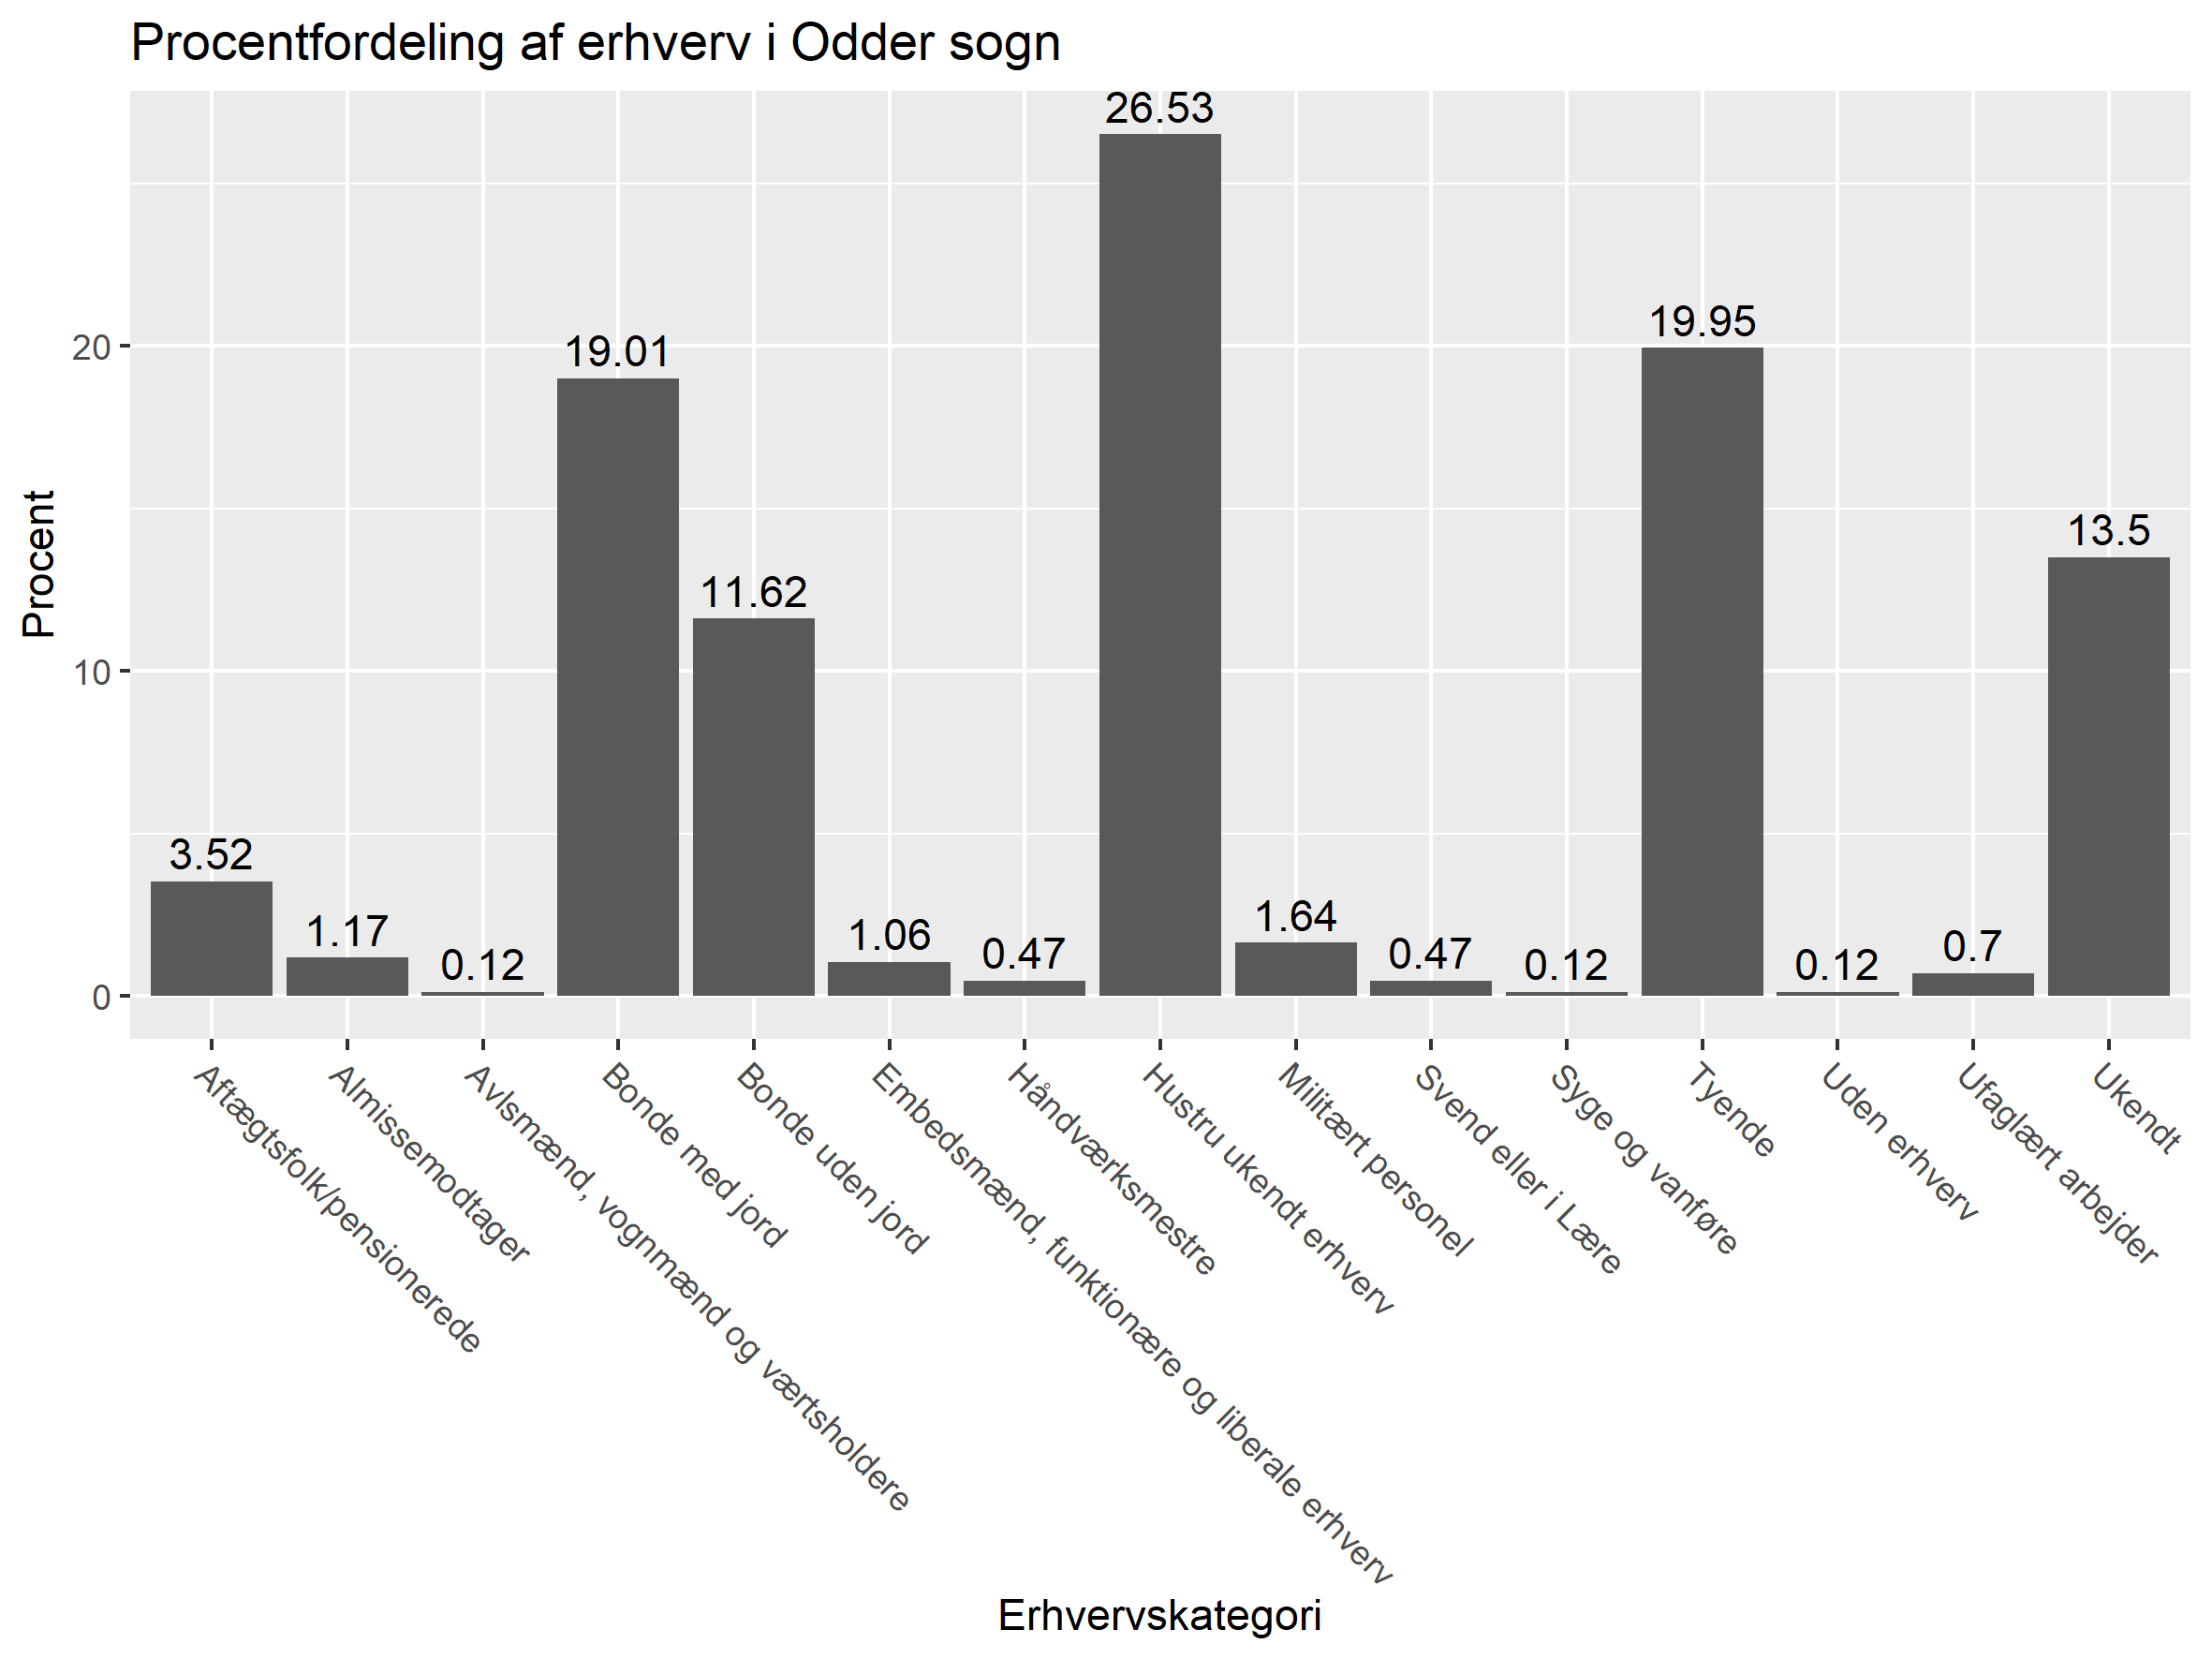 Procentfordeling af erhverv i Odder sogn
Procent
20
10
0
3.52
1.17
0.12
19.01
11.62
1.06
0.47
26.53
1.64
0.47
0.12
19.95
0.12
0.7
13.5
Aftægtsfolk/pensionerede
Almissemodtager
Avlsmænd, vognmænd og værtsholdere
Bonde med jord
Bonde uden jord
Embedsmænd, funktionære og liberale erhverv
Håndværksmestre
Hustru ukendt erhverv
Militært personel
Svend eller i Lære
Syge og vanføre
Tyende
Uden erhverv
Ufaglært arbejder
Ukendt
Erhvervskategori